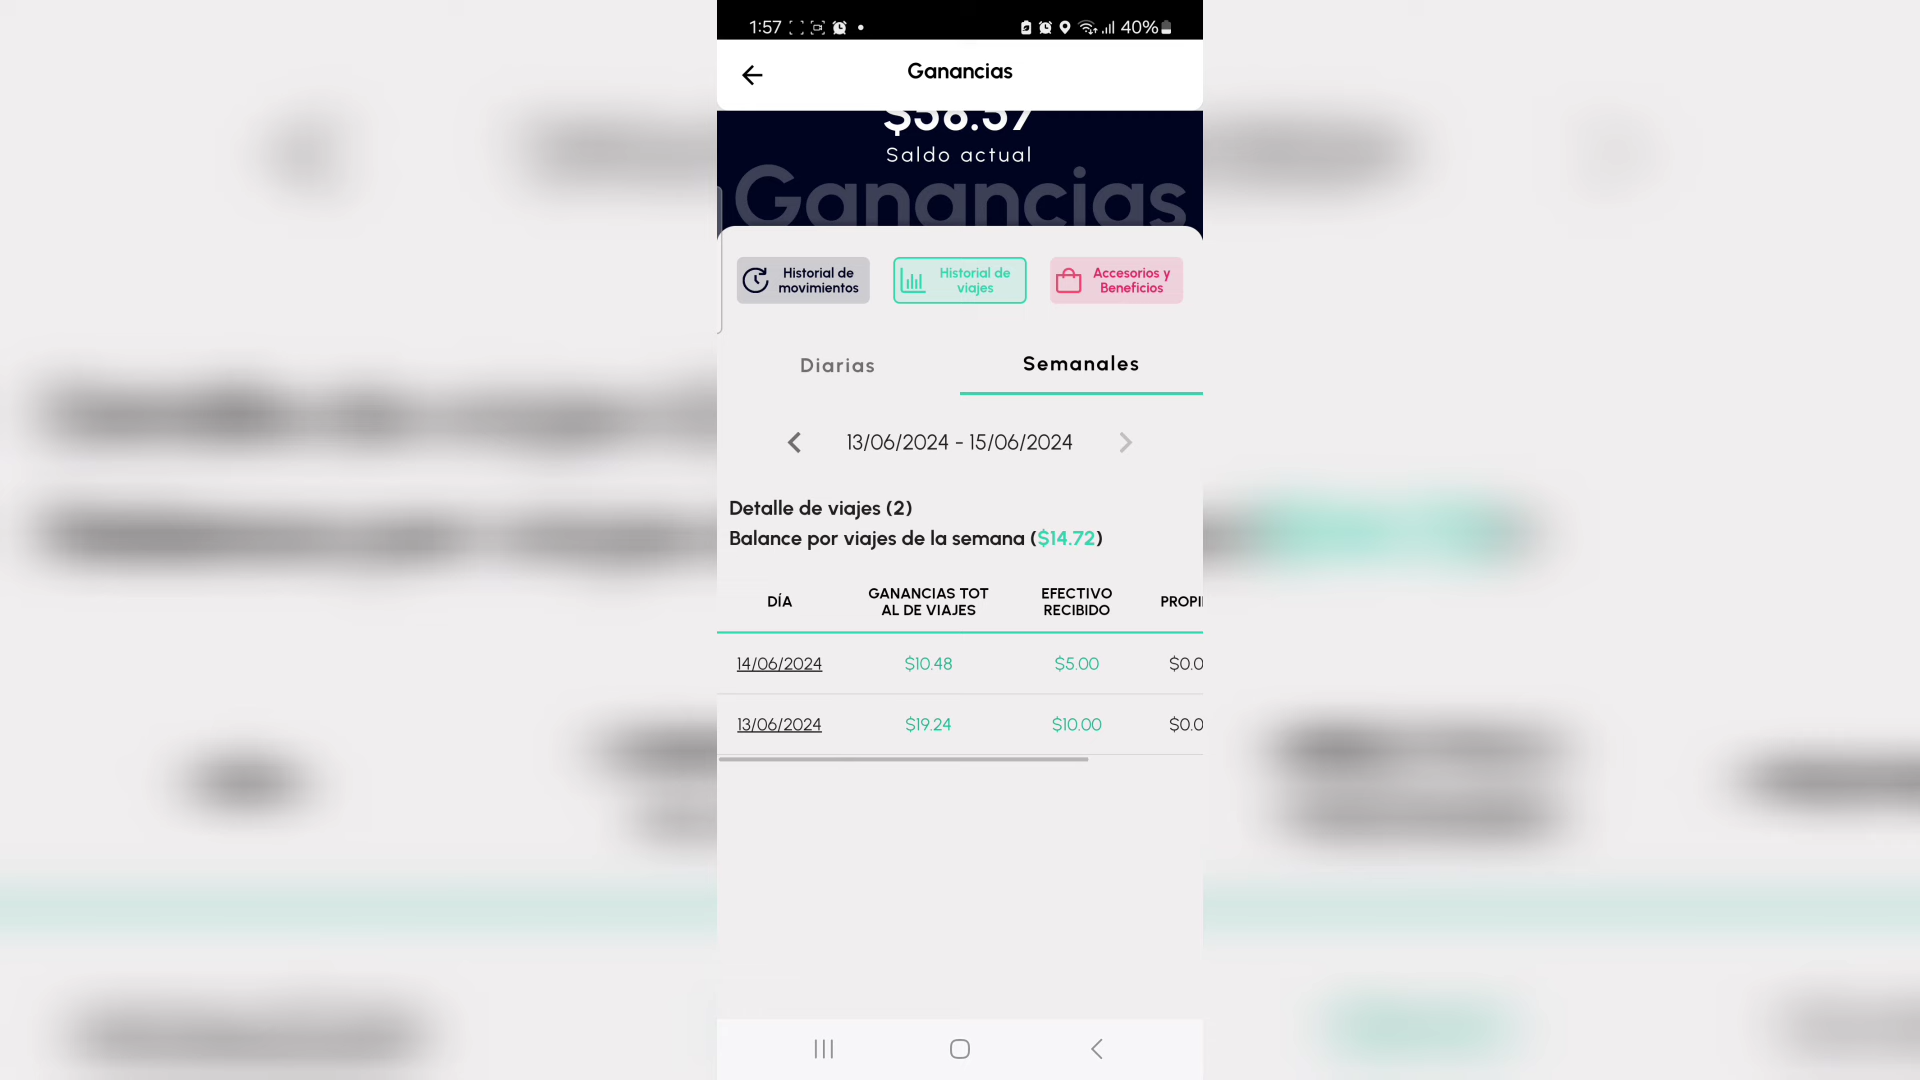 1:57 40%
Ganancias
Saldo actual
Ganancias
Historial de
movimientos
Historial de
viajes
Accesorios y
Beneficios
Diarias
Semanales
13/06/2024 - 15/06/2024
Detalle de viajes (2)
Balance por viajes de la semana ($14.72)
DÍA
GANANCIAS TOT
AL DE VIAJES
EFECTIVO
RECIBIDO
PROPI
14/06/2024 $10.48 $5.00 $0.0
13/06/2024 $19.24 $10.00 $0.0